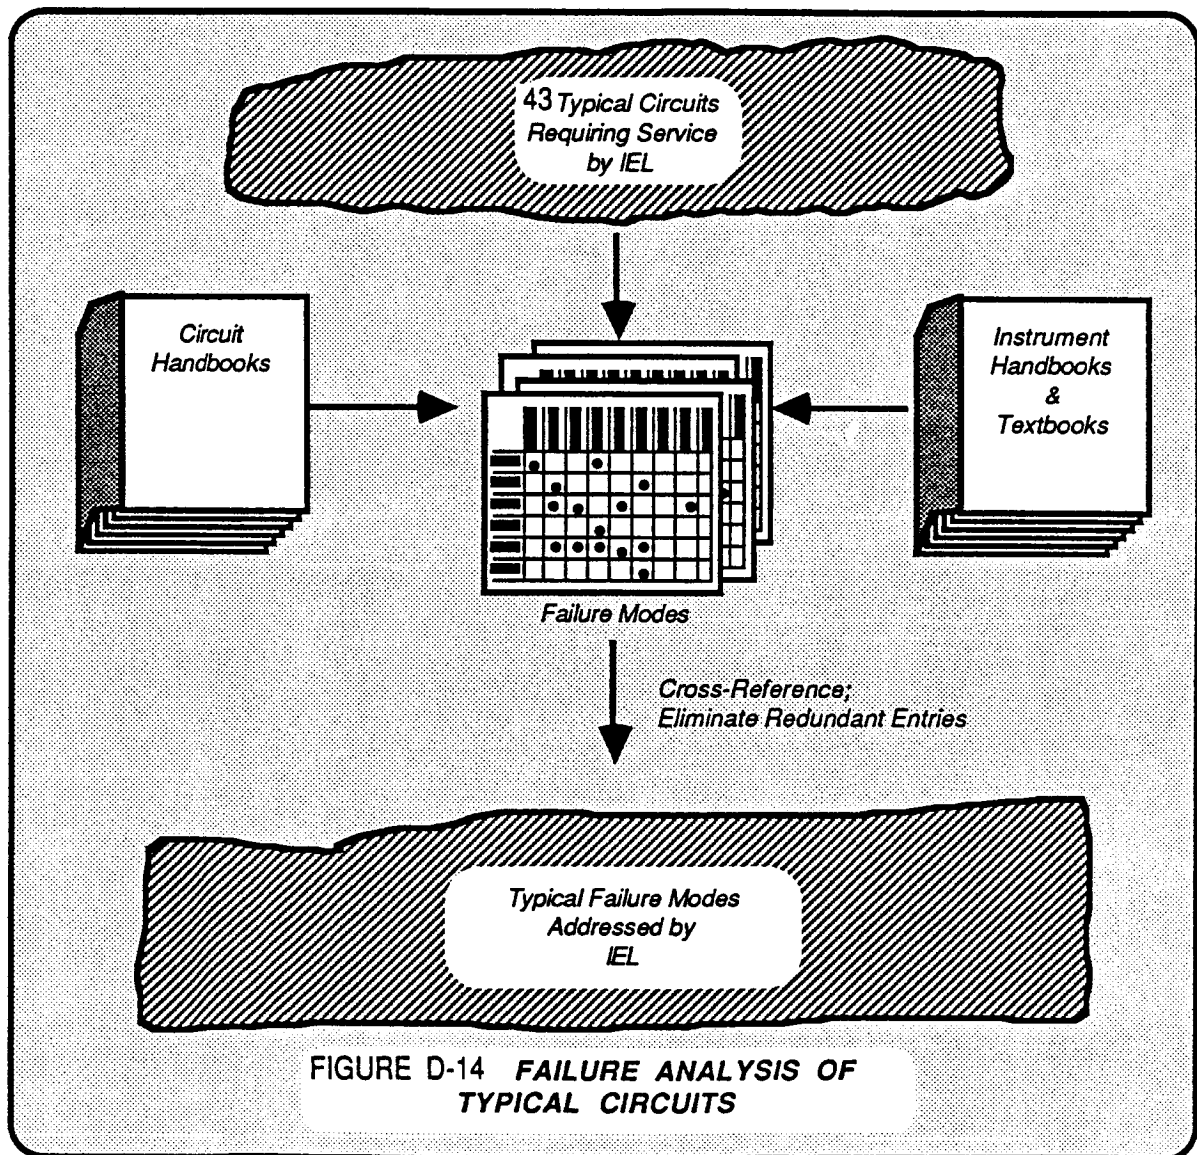 43 Typical Circuits
Requiring Service
by IEL
Circuit
Handbooks
Instrument
Handbooks
&
Textbooks
Failure Modes
Cross-Reference;
Eliminate Redundant Entries
Typical Failure Modes
Addressed by
IEL
FIGURE D-14 FAILURE ANALYSIS OF
TYPICAL CIRCUITS